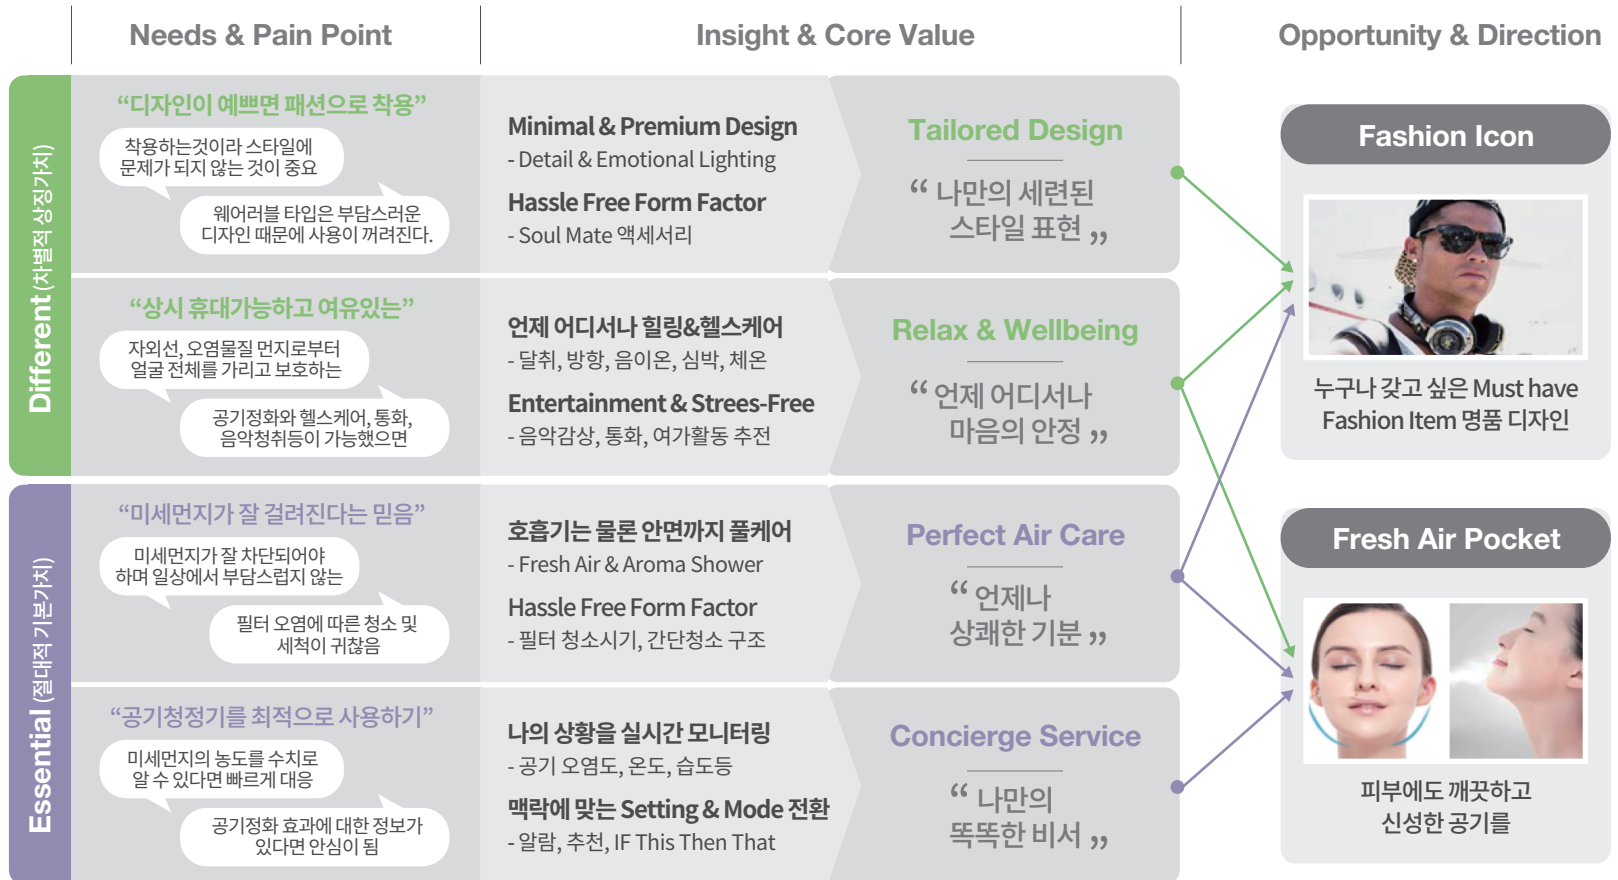 Needs & Pain Point
Insight & Core Value
Opportunity & Direction
Different (차별적 상징가치)
“디자인이 예쁘면 패션으로 착용”
착용하는것이라 스타일에
문제가 되지 않는 것이 중요
웨어러블 타입은 부담스러운
디자인 때문에 사용이 꺼려진다.
Minimal & Premium Design
- Detail & Emotional Lighting
Hassle Free Form Factor
- Soul Mate 액세서리
Tailored Design
“ 나만의 세련된
스타일 표현 ”
“상시 휴대가능하고 여유있는”
자외선, 오염물질 먼지로부터
얼굴 전체를 가리고 보호하는
공기정화와 헬스케어, 통화,
음악청취등이 가능했으면
언제 어디서나 힐링&헬스케어
- 달취, 방향, 음이온, 심박, 체온
Entertainment & Strees-Free
- 음악감상, 통화, 여가활동 추전
Relax & Wellbeing
“ 언제 어디서나
마음의 안정 ”
Essential (절대적 기본가치)
“미세먼지가 잘 걸려진다는 믿음”
미세먼지가 잘 차단되어야
하며 일상에서 부담스럽지 않는
필터 오염에 따른 청소 및
세척이 귀찮음
호흡기는 물론 안면까지 풀케어
- Fresh Air & Aroma Shower
Hassle Free Form Factor
- 필터 청소시기, 간단청소 구조
Perfect Air Care
“ 언제나
상쾌한 기분 ”
“공기청정기를 최적으로 사용하기”
미세먼지의 농도를 수치로
알 수 있다면 빠르게 대응
공기정화 효과에 대한 정보가
있다면 안심이 됨
나의 상황을 실시간 모니터링
- 공기 오염도, 온도, 습도등
맥락에 맞는 Setting & Mode 전환
- 알람, 추천, IF This Then That
Concierge Service
“ 나만의
똑똑한 비서 ”
Fashion Icon
누구나 갖고 싶은 Must have
Fashion Item 명품 디자인
Fresh Air Pocket
피부에도 깨끗하고
신성한 공기를